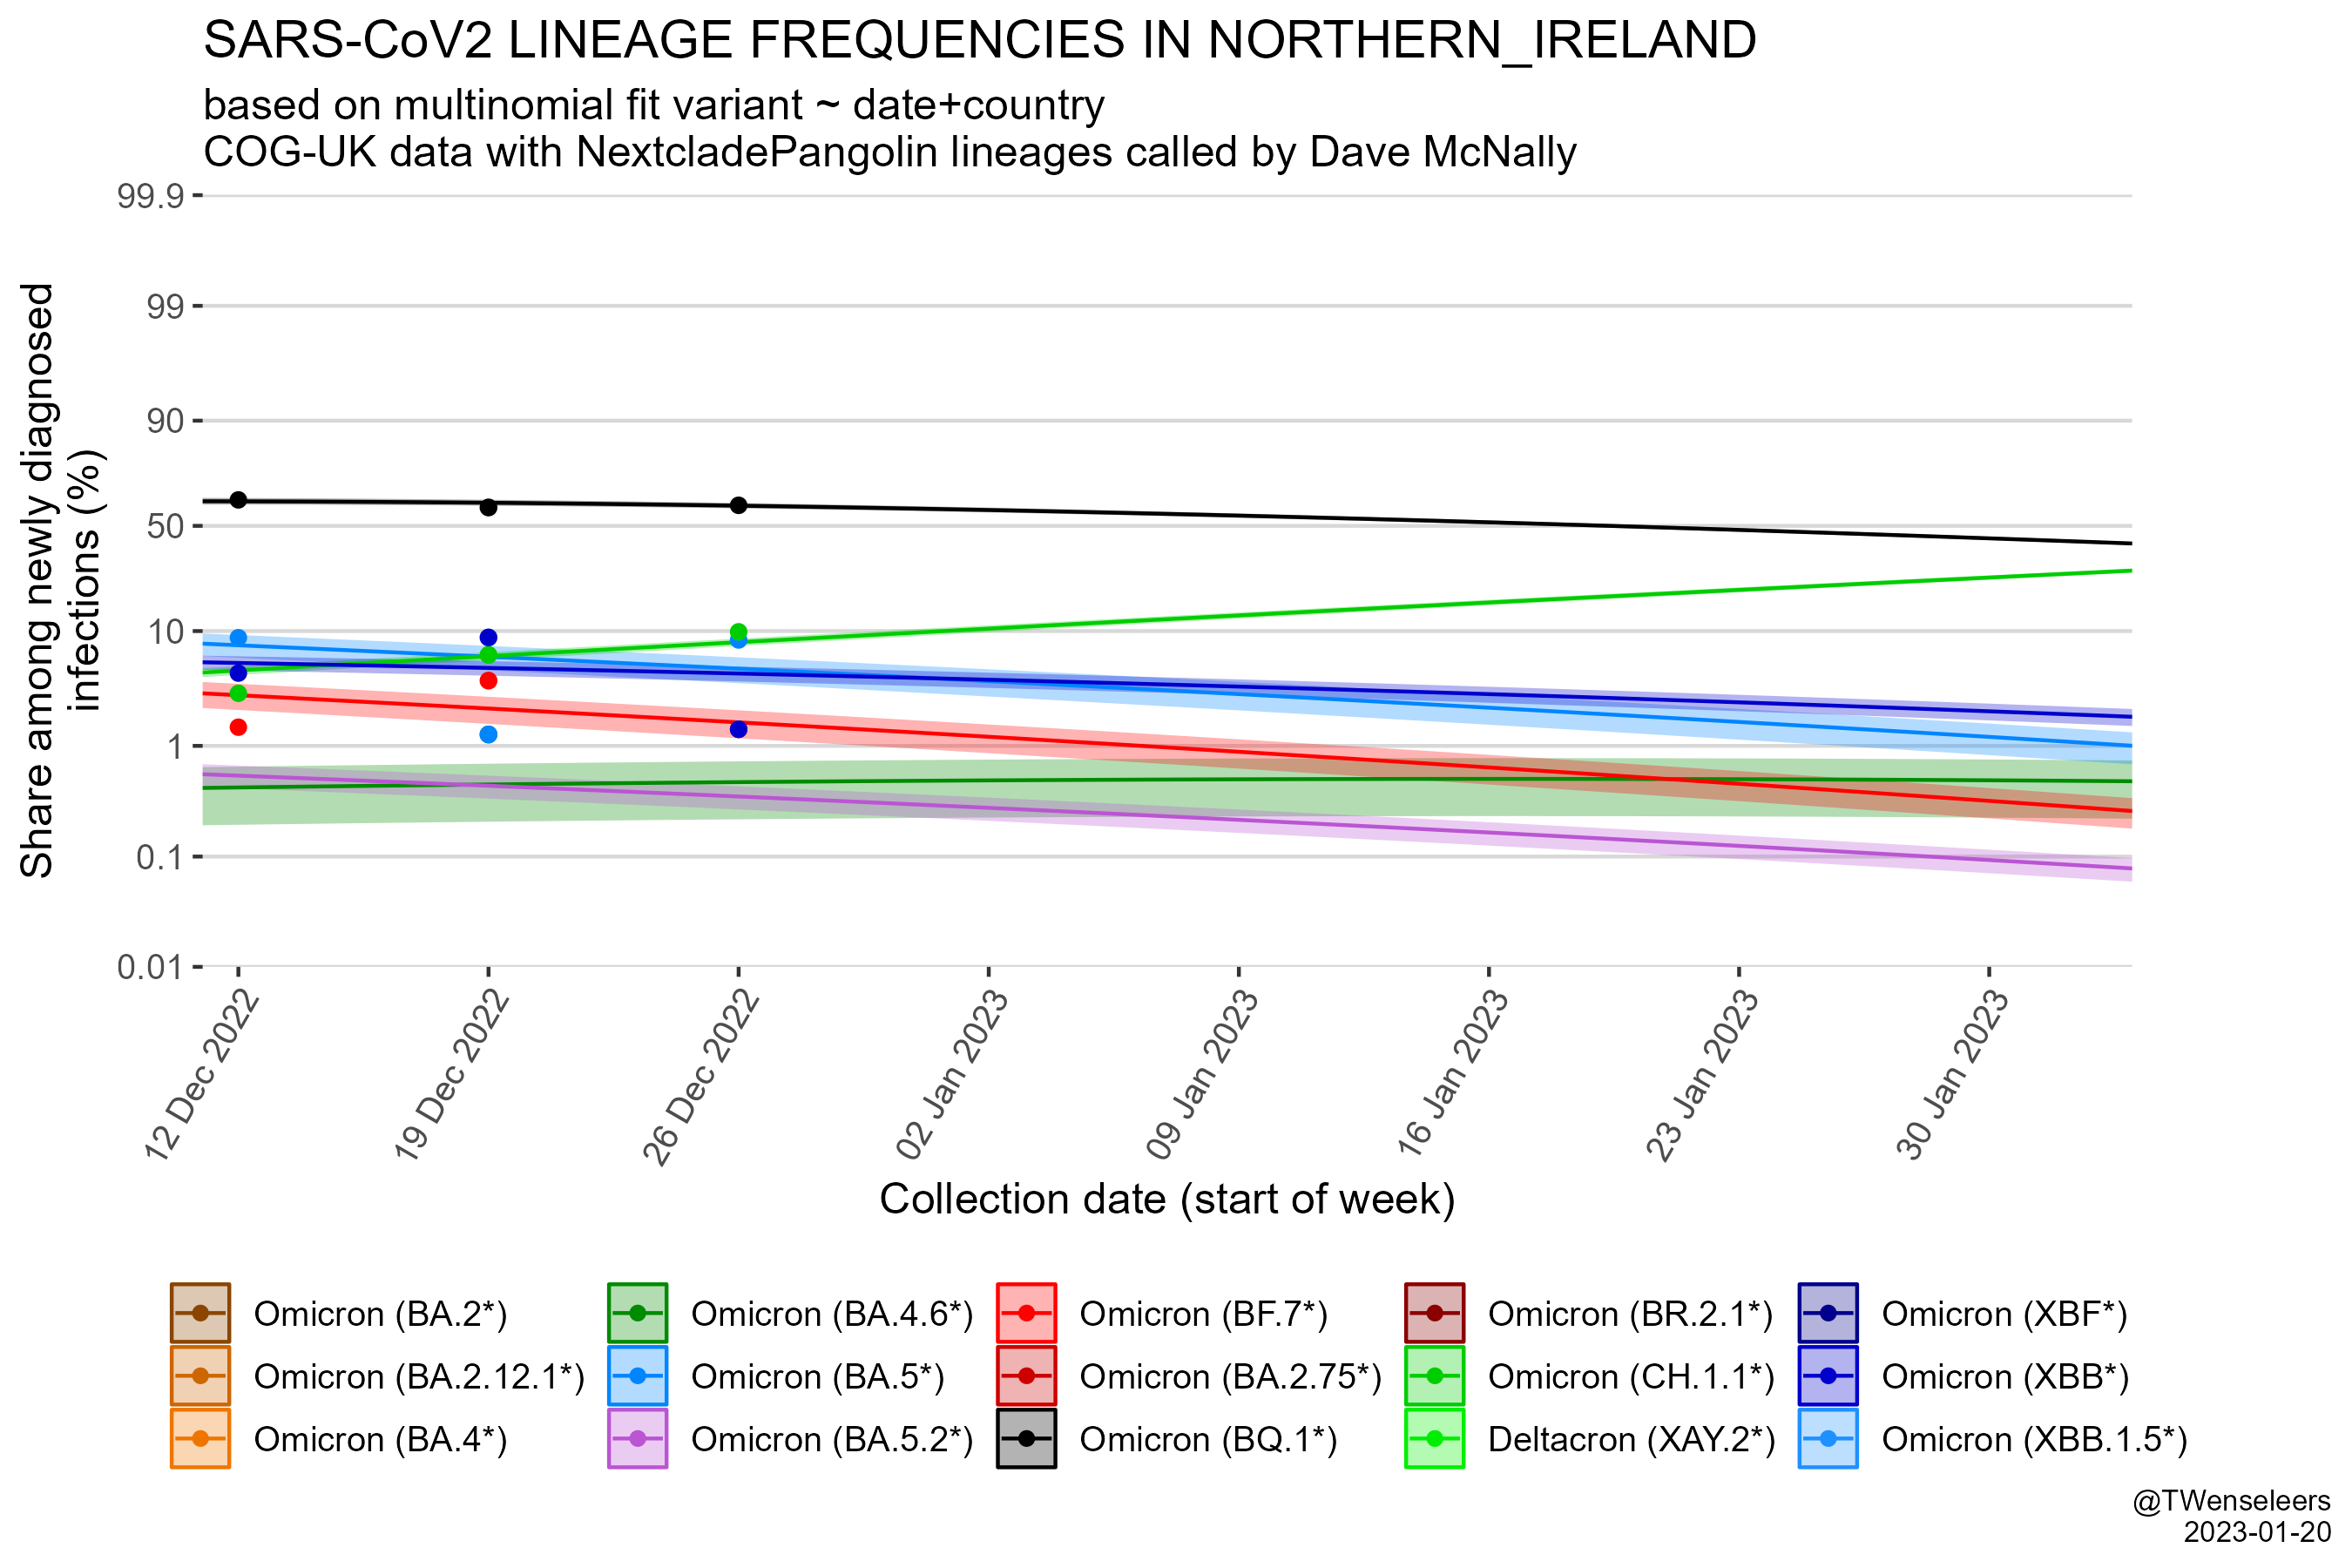 SARS-CoV2 LINEAGE FREQUENCIES IN NORTHERN_IRELAND
based on multinomial fit variant ~ date+country
COG-UK data with NextcladePangolin lineages called by Dave McNally
Share among newly diagnosed
infections (%)
99.9
99
90
50
10
1
0.1
0.01
12 Dec 2022
19 Dec 2022
26 Dec 2022
02 Jan 2023
09 Jan 2023
16 Jan 2023
23 Jan 2023
30 Jan 2023
Collection date (start of week)
Omicron (BA.2*)
Omicron (BA.4.6*)
Omicron (BF.7*)
Omicron (BR.2.1*)
Omicron (XBF*)
Omicron (BA.2.12.1*)
Omicron (BA.5*)
Omicron (BA.2.75*)
Omicron (CH.1.1*)
Omicron (XBB*)
Omicron (BA.4*)
Omicron (BA.5.2*)
Omicron (BQ.1*)
Deltacron (XAY.2*)
Omicron (XBB.1.5*)
@TWenseleers
2023-01-20